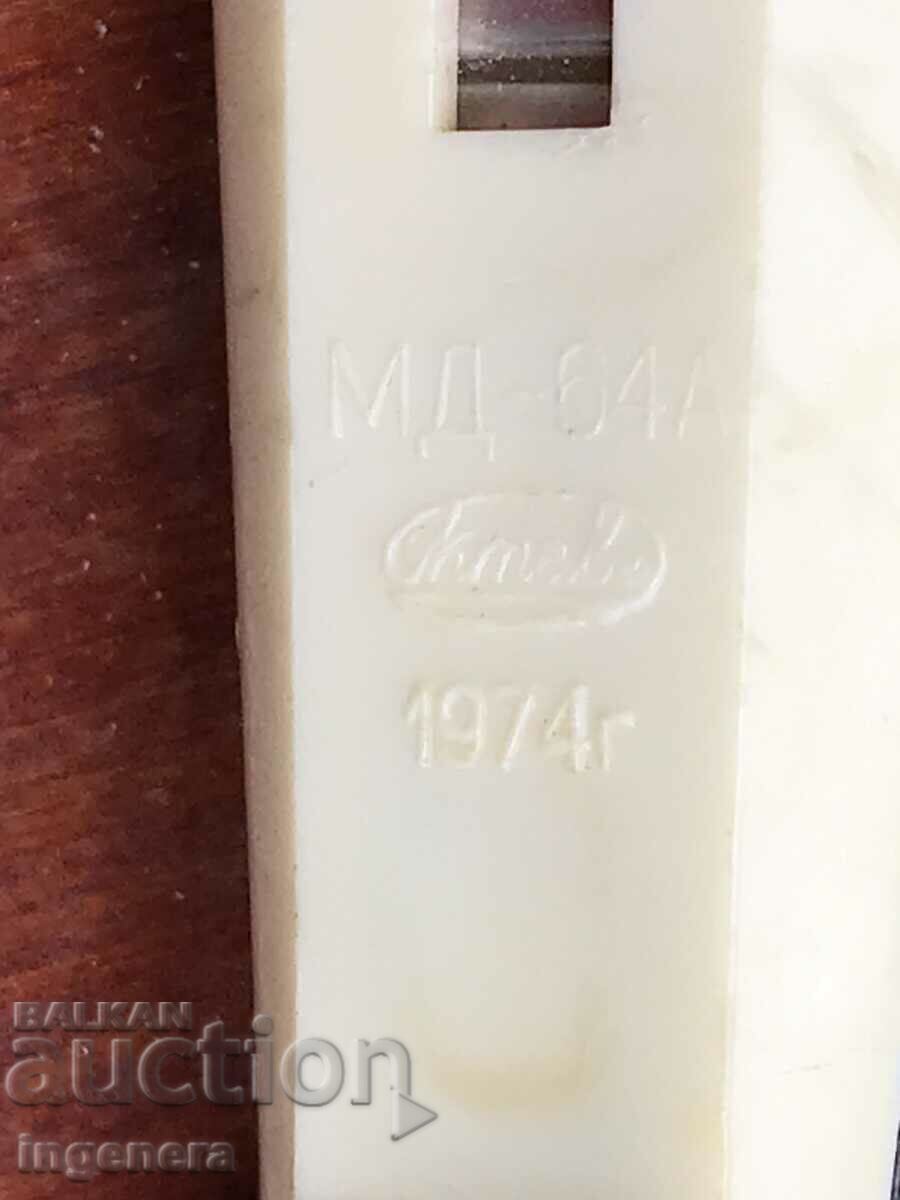 МД-64А
1974г
BALKAN
auction
ingenera